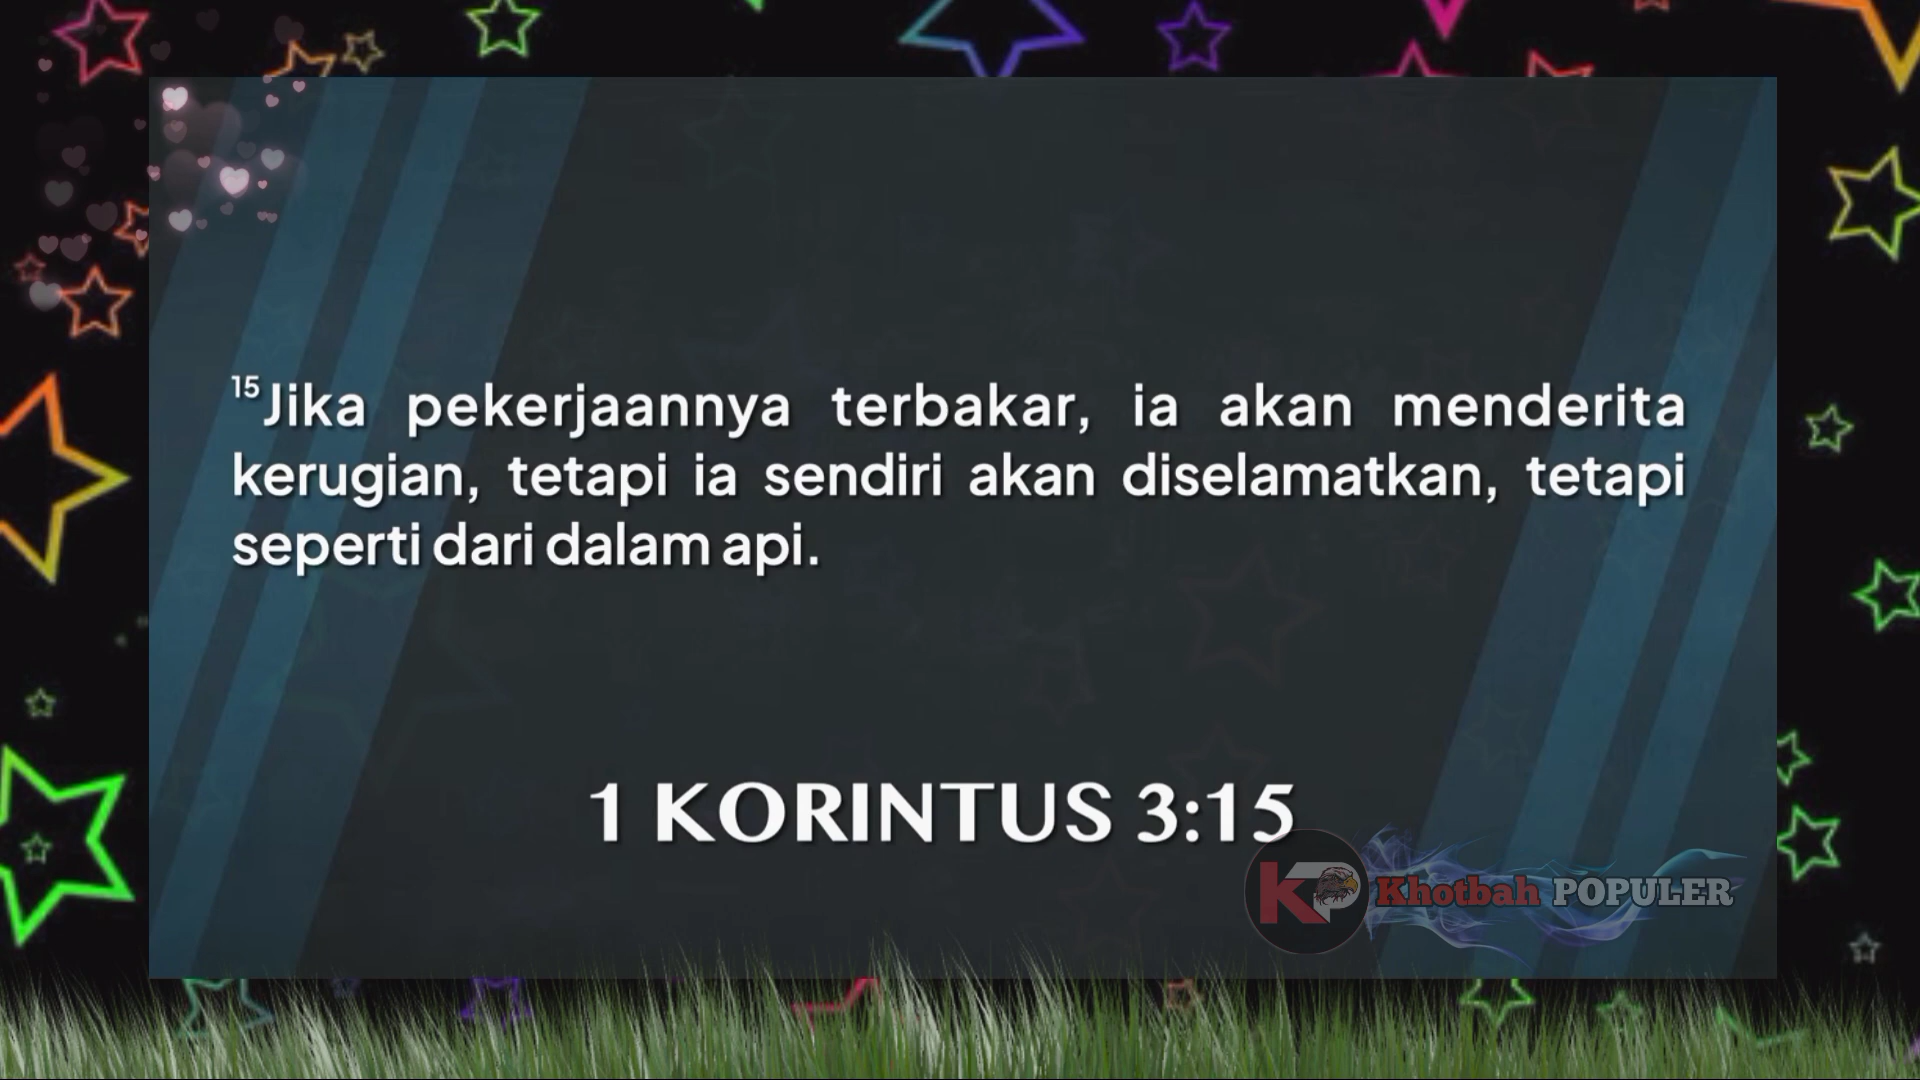 ¹⁵Jika pekerjaannya terbakar, ia akan menderita
kerugian, tetapi ia sendiri akan diselamatkan, tetapi
seperti dari dalam api.
1 KORINTUS 3:15
KP Khotbah POPULER